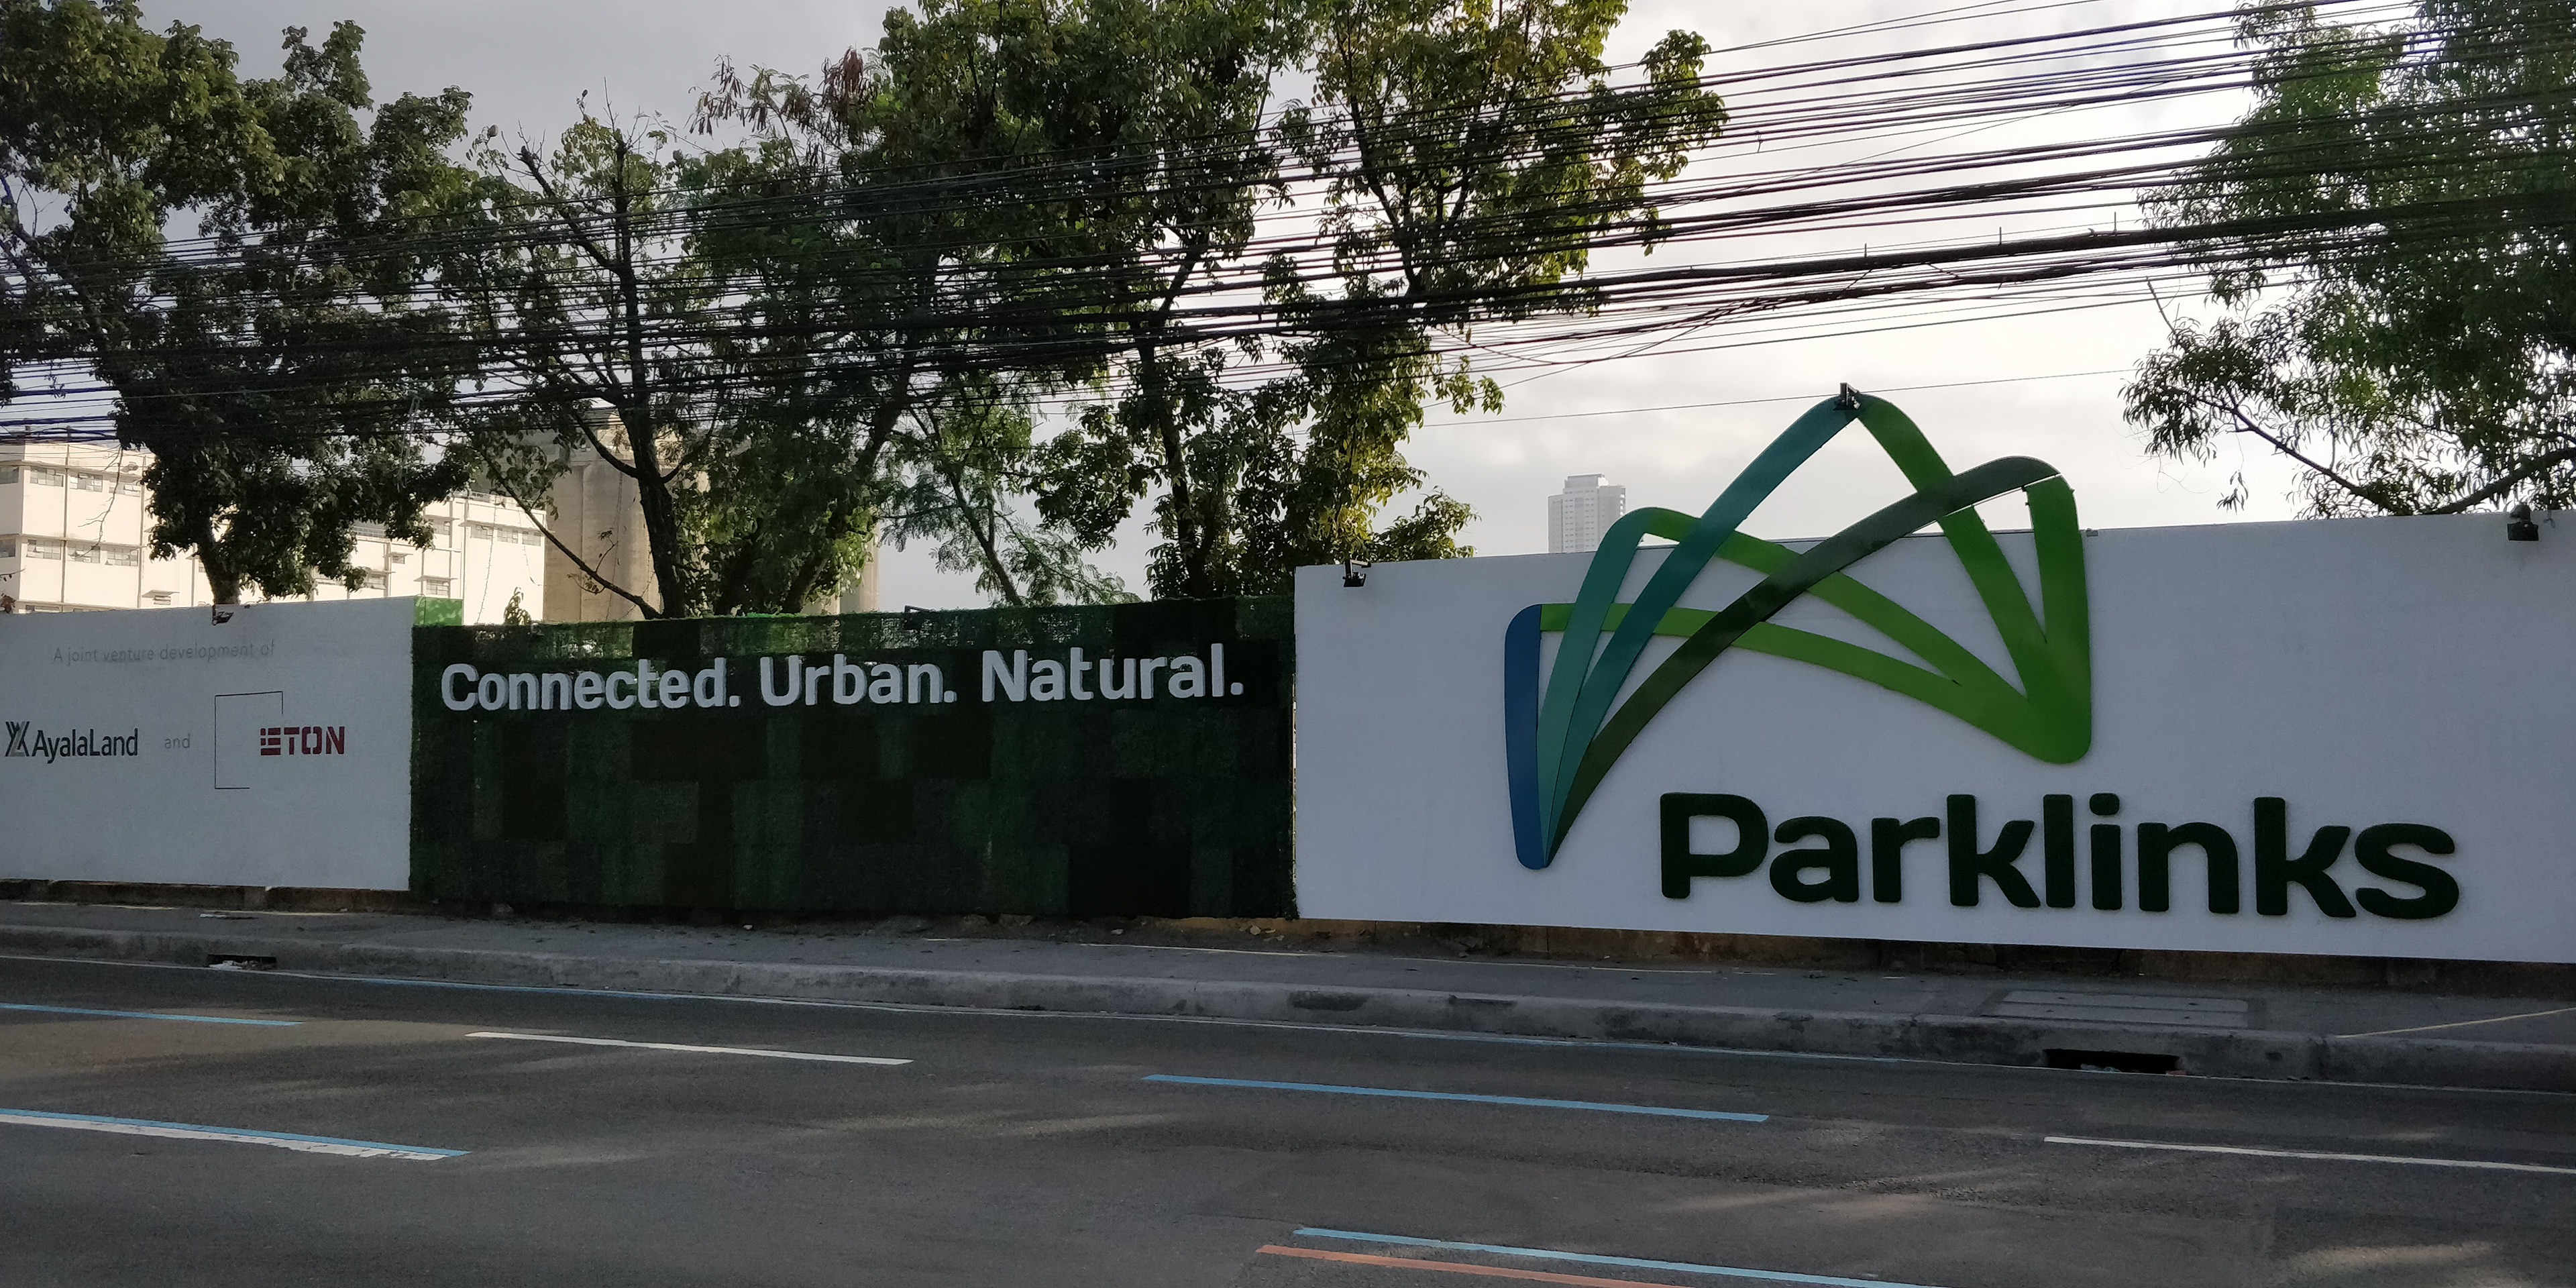 A joint venture development of
AyalaLand and ETON
Connected. Urban. Natural.
Parklinks